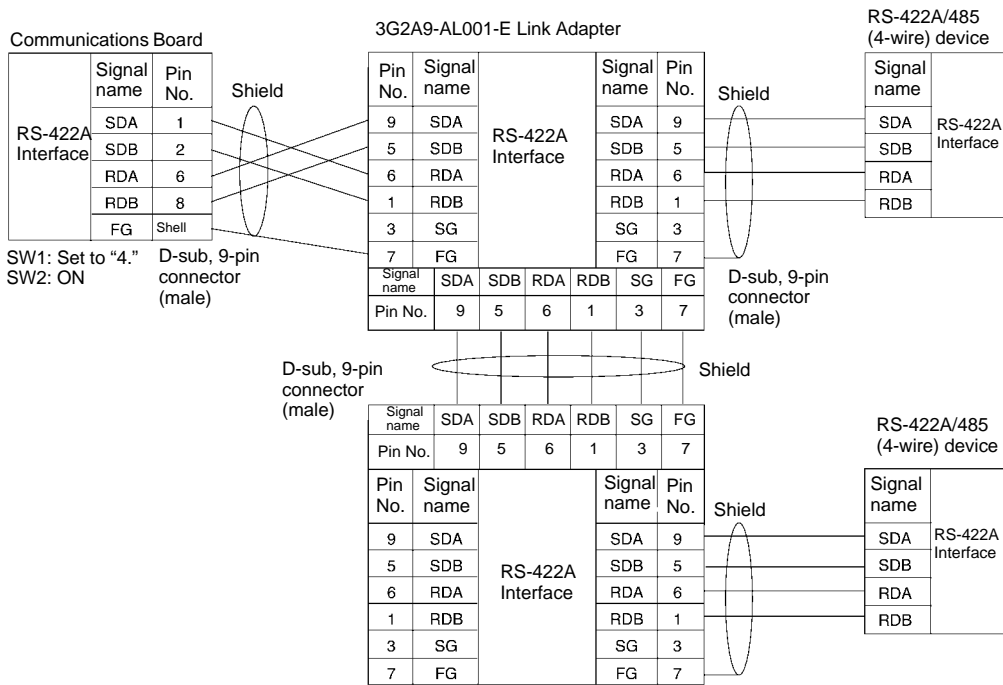 Communications Board
3G2A9-AL001-E Link Adapter
RS-422A/485
(4-wire) device
RS-422A
Interface
Signal
name
Pin
No.
SDA 1
SDB 2
RDA 6
RDB 8
FG Shell
Shield
SW1: Set to “4.”
SW2: ON
D-sub, 9-pin
connector
(male)
Pin
No.
Signal
name
9 SDA
5 SDB
6 RDA
1 RDB
3 SG
7 FG
RS-422A
Interface
Signal
name
Pin
No.
SDA 9
SDB 5
RDA 6
RDB 1
SG 3
FG 7
Shield
D-sub, 9-pin
connector
(male)
Signal
name
SDA
SDB
RDA
RDB
RS-422A
Interface
Signal
name
SDA SDB RDA RDB SG FG
Pin No. 9 5 6 1 3 7
D-sub, 9-pin
connector
(male)
Shield
Signal
name
SDA SDB RDA RDB SG FG
Pin No. 9 5 6 1 3 7
RS-422A/485
(4-wire) device
Pin
No.
Signal
name
9 SDA
5 SDB
6 RDA
1 RDB
3 SG
7 FG
RS-422A
Interface
Signal
name
Pin
No.
SDA 9
SDB 5
RDA 6
RDB 1
SG 3
FG 7
Shield
Signal
name
SDA
SDB
RDA
RDB
RS-422A
Interface